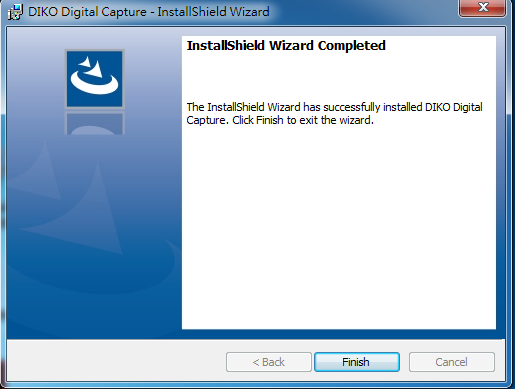 DIKO Digital Capture - InstallShield Wizard
InstallShield Wizard Completed
The InstallShield Wizard has successfully installed DIKO Digital
Capture. Click Finish to exit the wizard.
< Back
Finish
Cancel